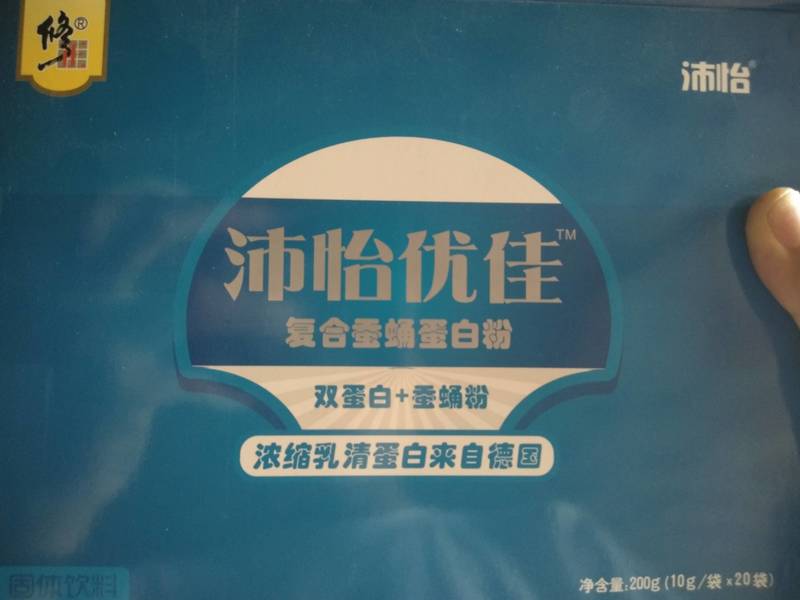 修®
沛怡®
沛怡优佳™
复合蚕蛹蛋白粉
双蛋白+蚕蛹粉
浓缩乳清蛋白来自德国
固体饮料
净含量:200g(10g/袋×20袋)